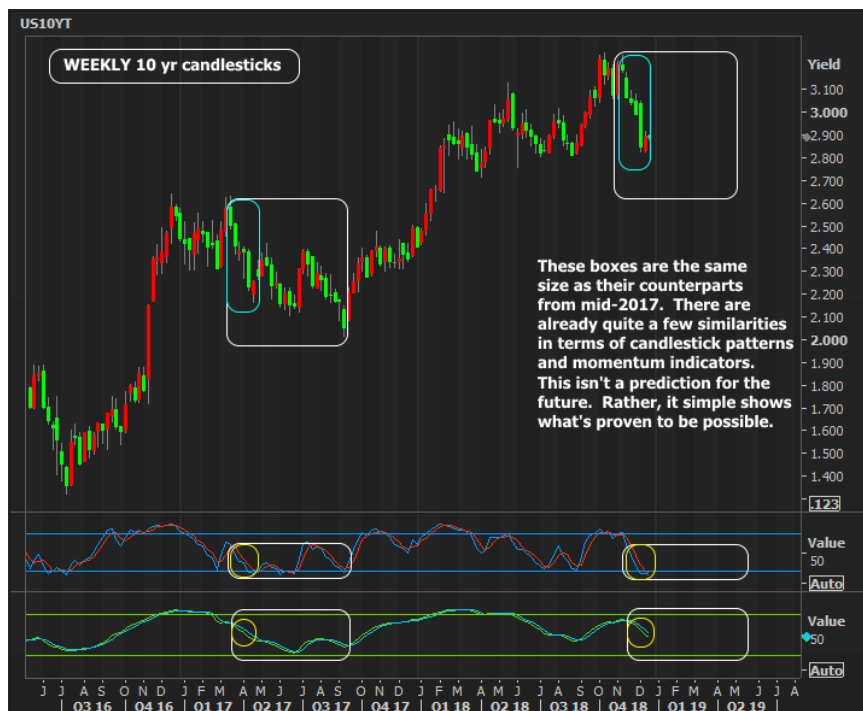 US10YT
WEEKLY 10 yr candlesticks
Yield
3.100
3.000
2.900
2.800
2.700
2.600
2.500
2.400
2.300
2.200
2.100
2.000
1.900
1.800
1.700
1.600
1.500
1.400
.123
These boxes are the same
size as their counterparts
from mid-2017. There are
already quite a few similarities
in terms of candlestick patterns
and momentum indicators.
This isn't a prediction for the
future. Rather, it simple shows
what's proven to be possible.
Value
50
Auto
Value
50
Auto
J J A S O N D J F M A M J J A S O N D J F M A M J J A S O N D J F M A M J J A
Q3 16 Q4 16 Q1 17 Q2 17 Q3 17 Q4 17 Q1 18 Q2 18 Q3 18 Q4 18 Q1 19 Q2 19